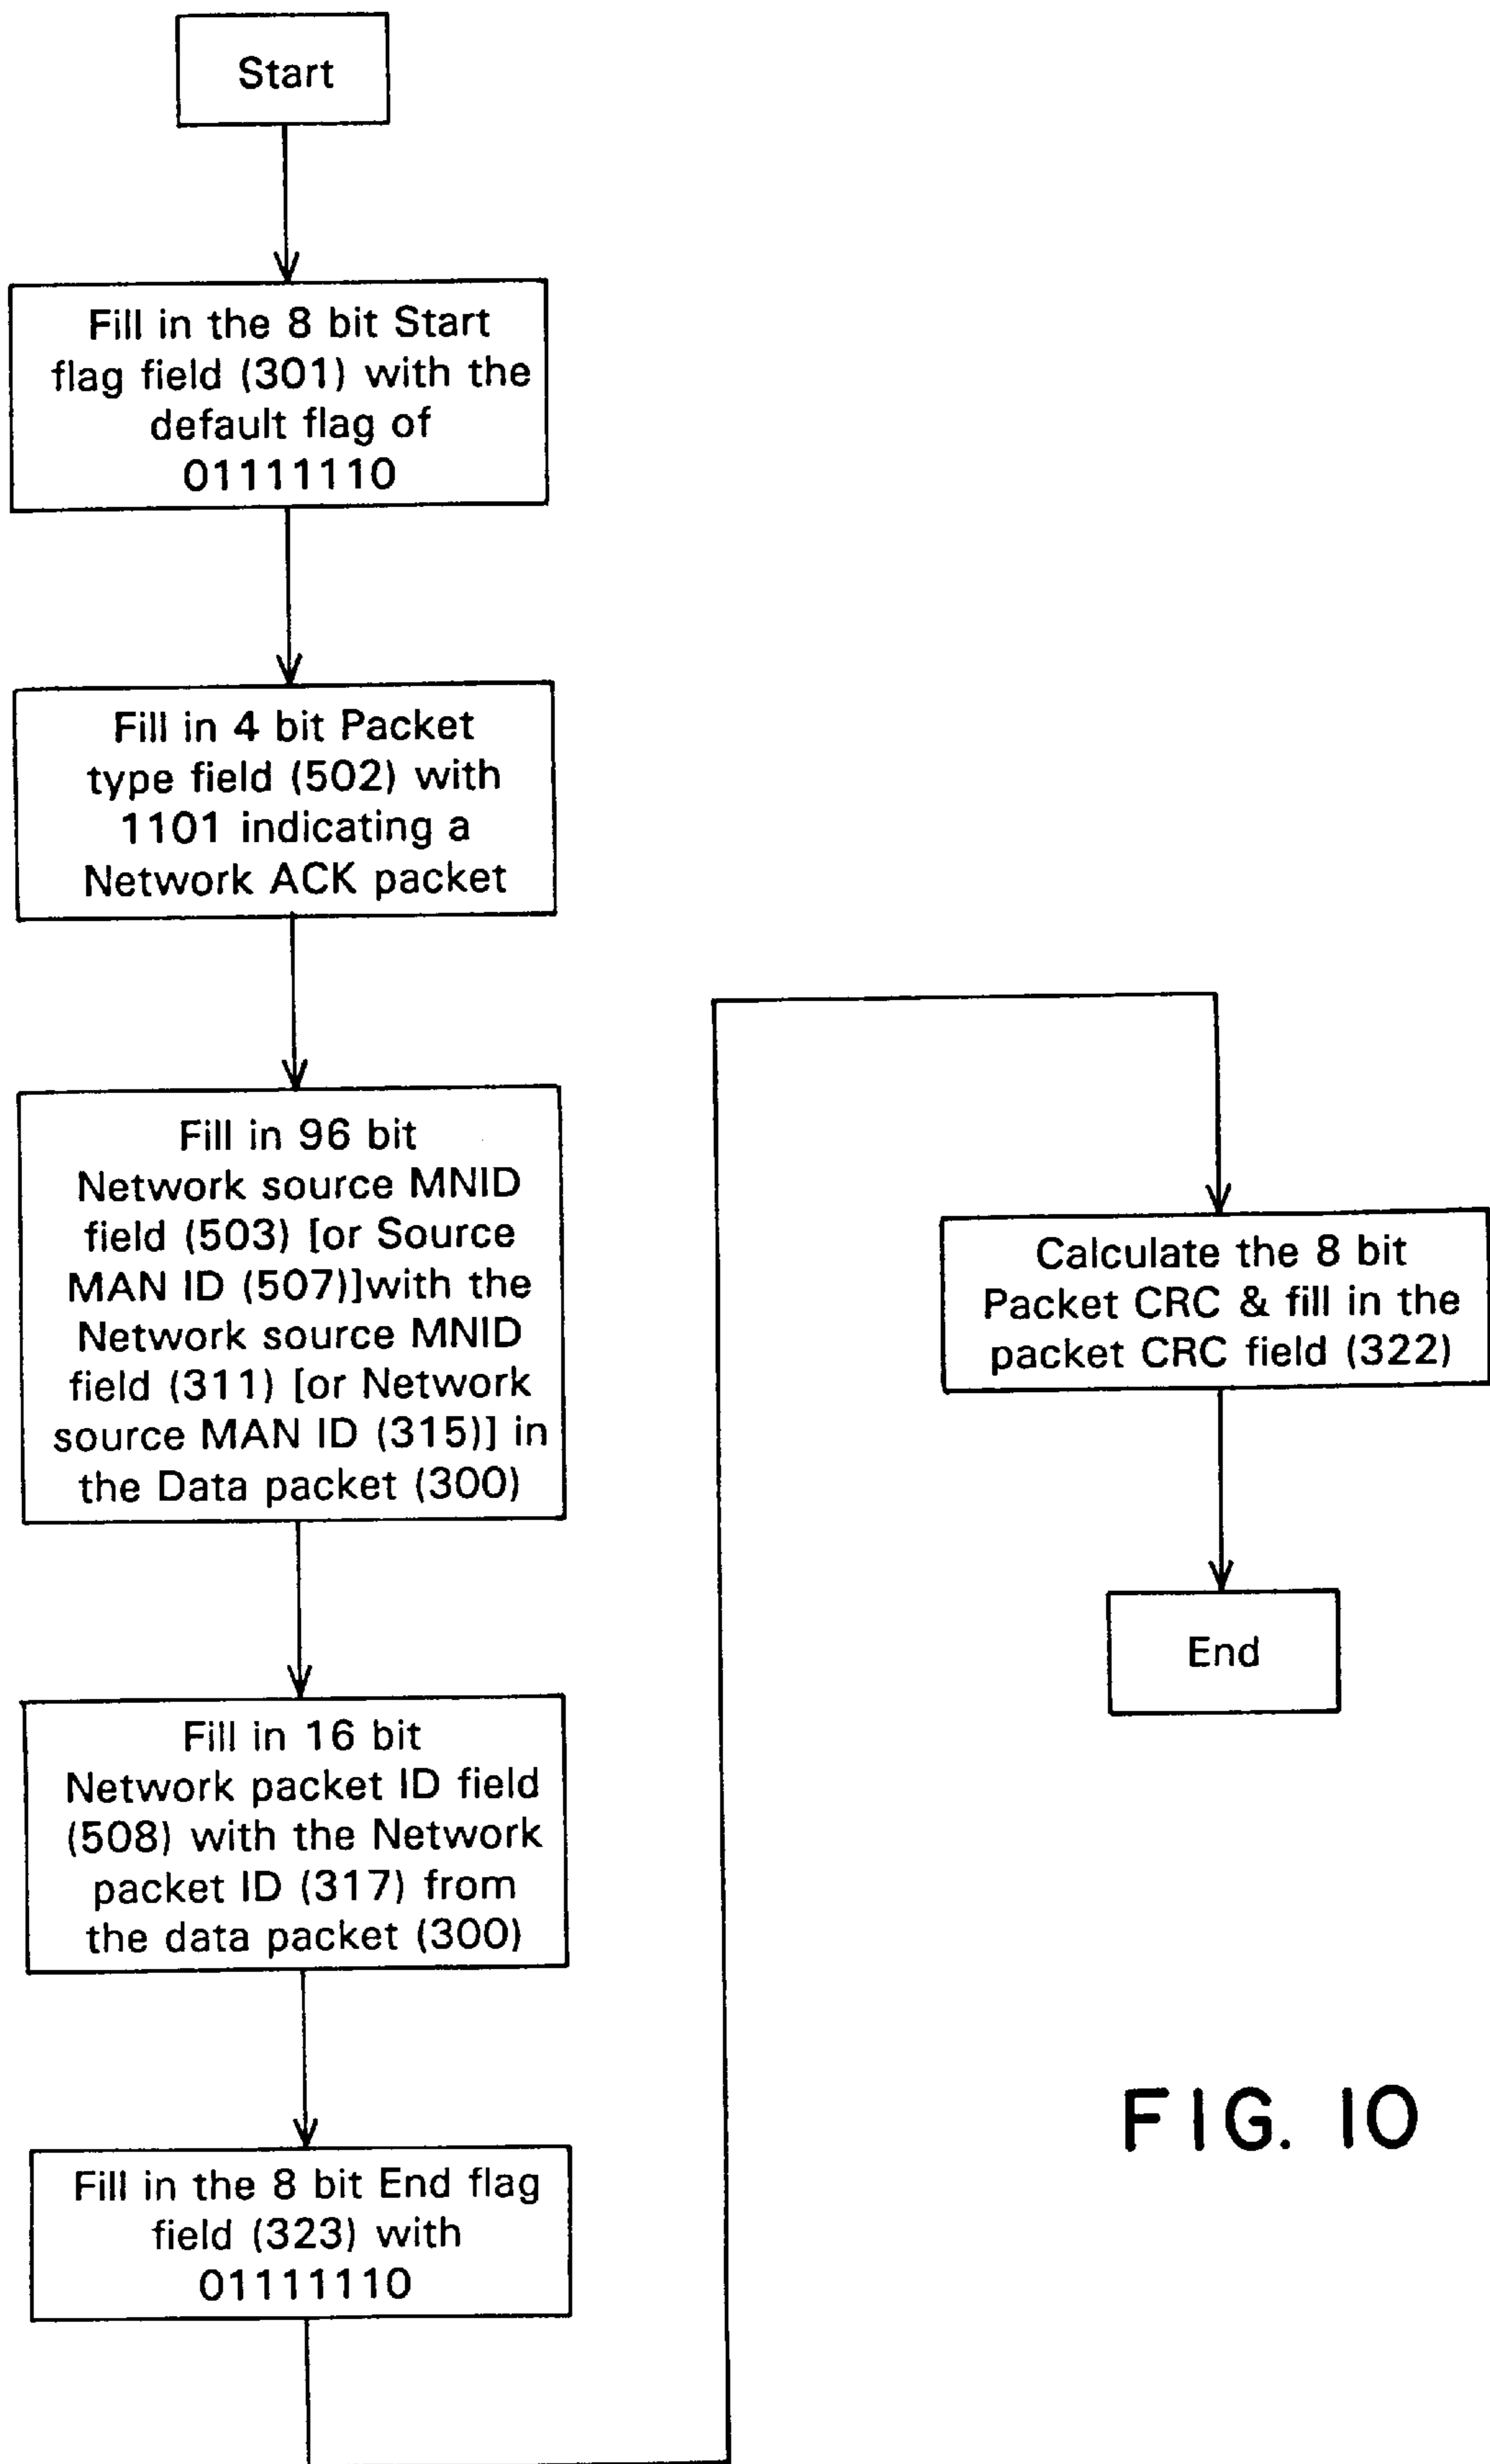 Start
Fill in the 8 bit Start
flag field (301) with the
default flag of
01111110
Fill in 4 bit Packet
type field (502) with
1101 indicating a
Network ACK packet
Fill in 96 bit
Network source MNID
field (503) [or Source
MAN ID (507)]with the
Network source MNID
field (311) [or Network
source MAN ID (315)] in
the Data packet (300)
Fill in 16 bit
Network packet ID field
(508) with the Network
packet ID (317) from
the data packet (300)
Fill in the 8 bit End flag
field (323) with
01111110
Calculate the 8 bit
Packet CRC & fill in the
packet CRC field (322)
End
FIG. 10